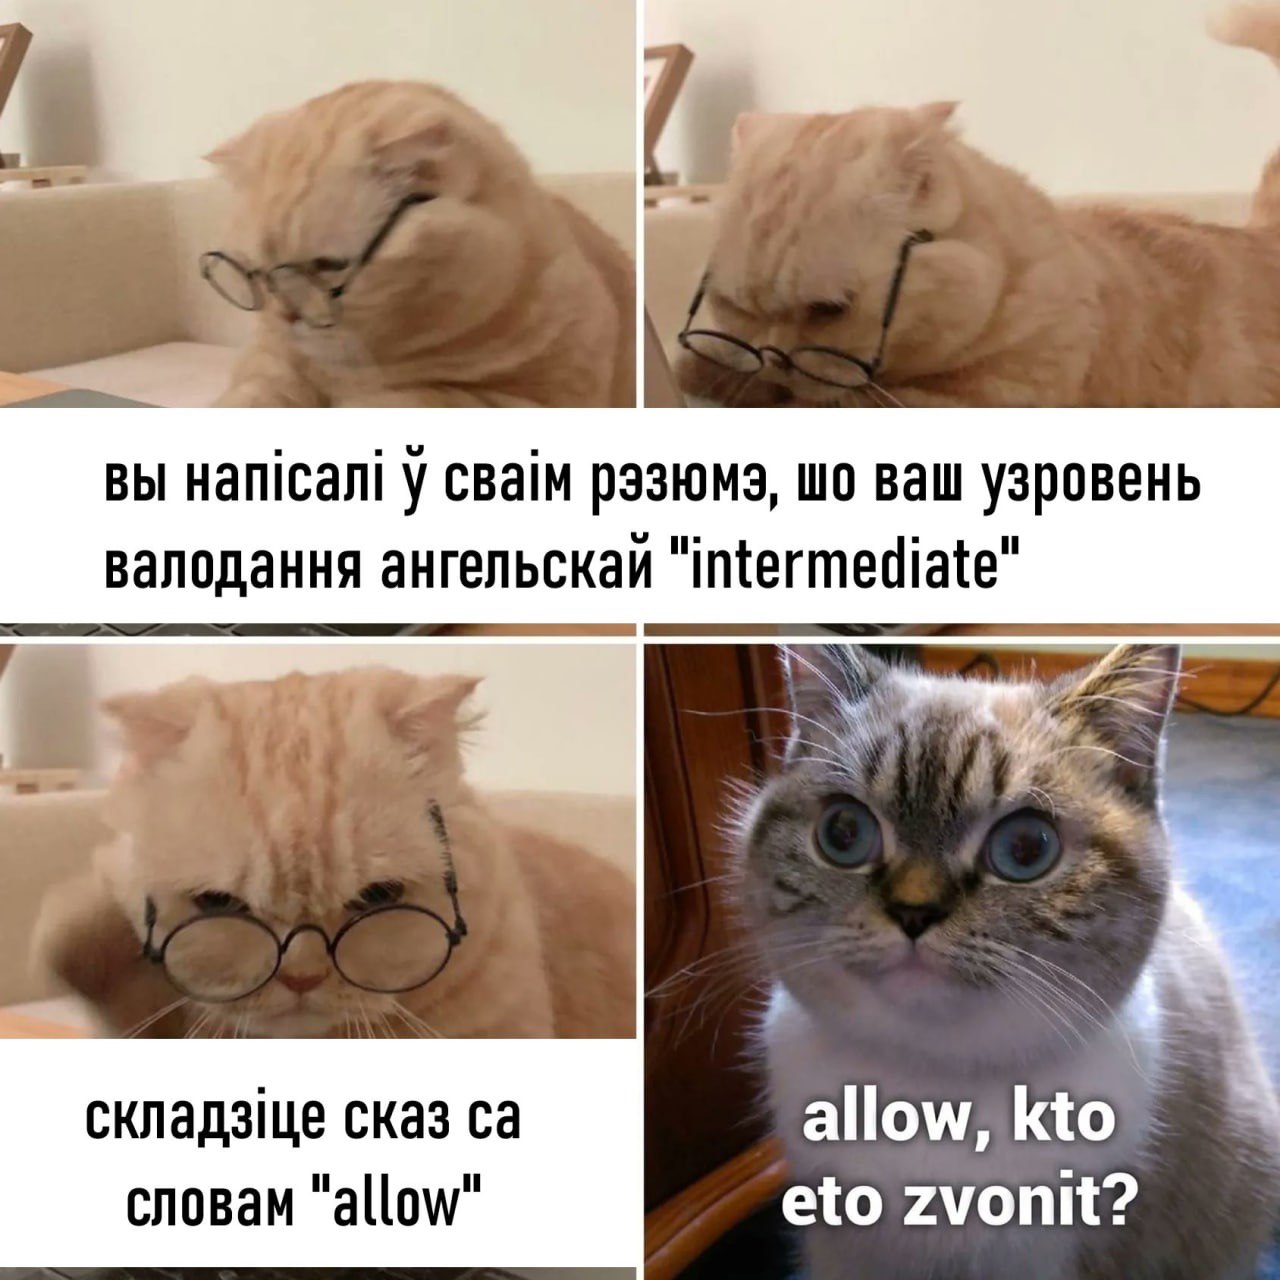 вы напісалі ў сваім рэзюмэ, шо ваш узровень
валодання ангельскай "intermediate"
складзіце сказ са
словам "allow"
allow, kto
eto zvonit?